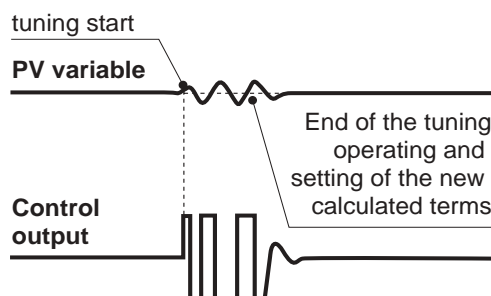 tuning start
PV variable
End of the tuning
operating and
setting of the new
calculated terms
Control
output